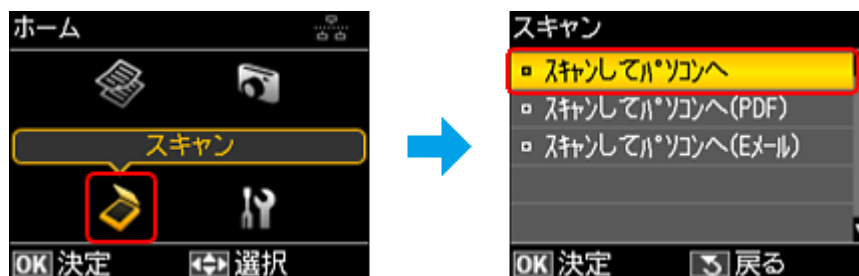 ホーム
スキャン
OK 決定 選択
スキャン
ｽｷｬﾝしてﾊﾟｿｺﾝへ
ｽｷｬﾝしてﾊﾟｿｺﾝへ(PDF)
ｽｷｬﾝしてﾊﾟｿｺﾝへ(Eﾒｰﾙ)
OK 決定 戻る